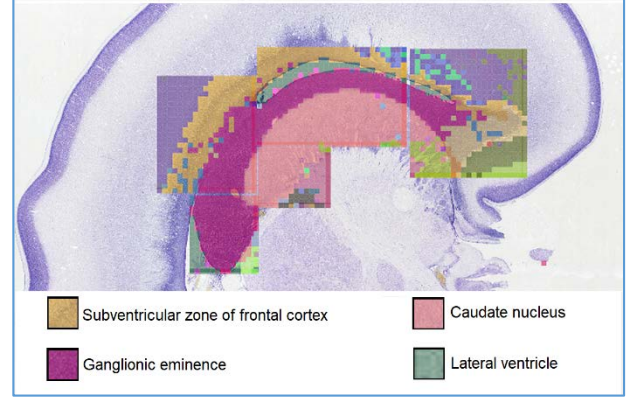 Subventricular zone of frontal cortex
Caudate nucleus
Ganglionic eminence
Lateral ventricle